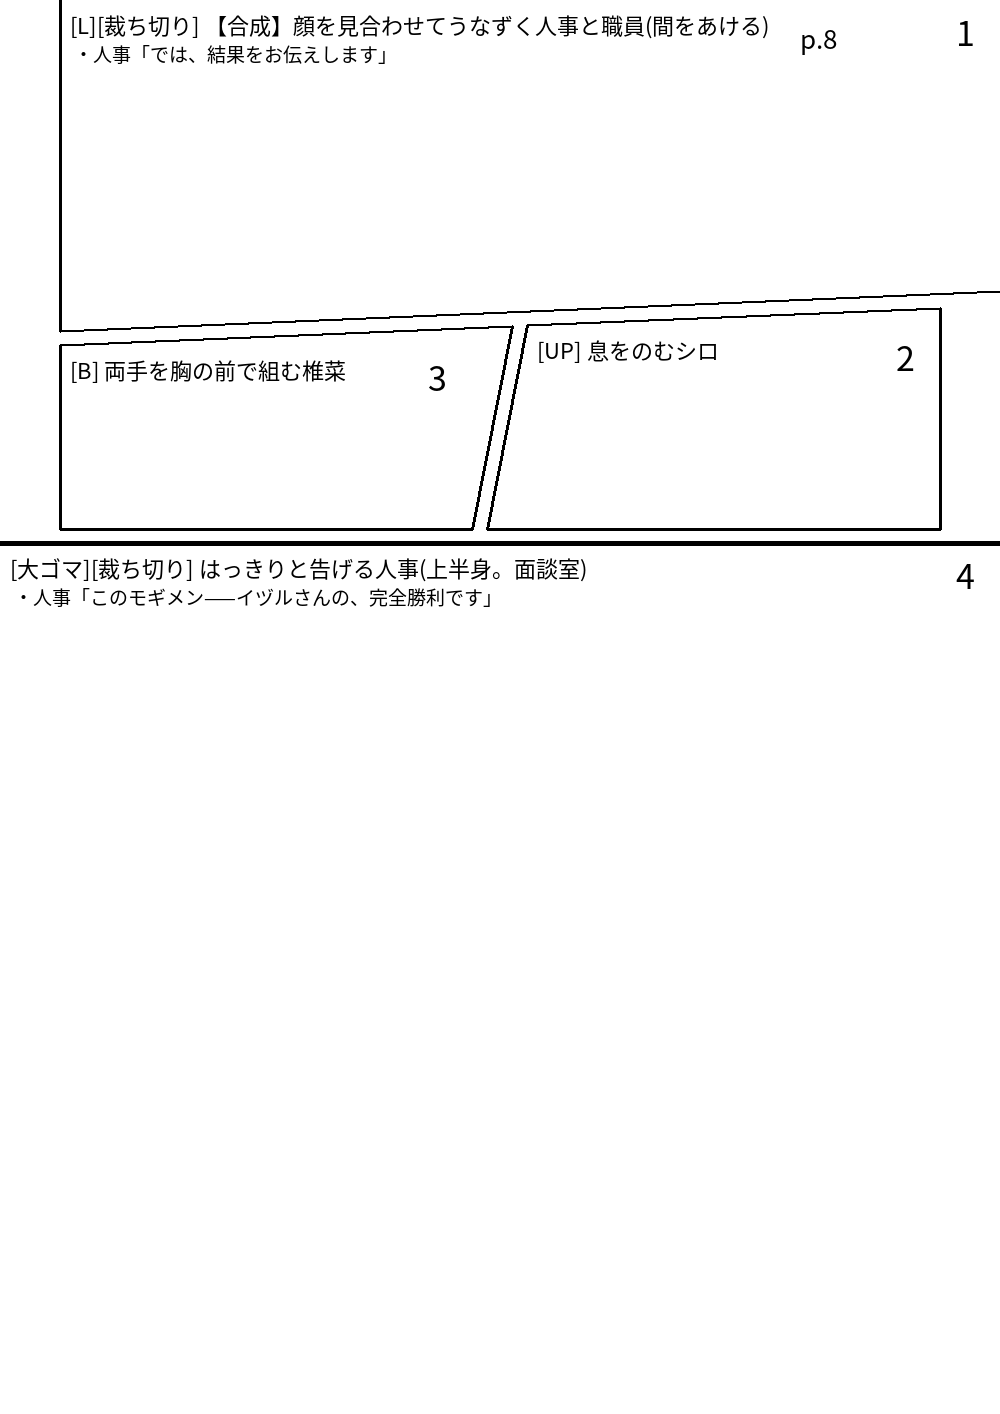 [L][裁ち切り] 【合成】顔を見合わせてうなずく人事と職員(間をあける)
・人事「では、結果をお伝えします」
p.8
1
[UP] 息をのむシロ
2
[B] 両手を胸の前で組む椎菜
3
[大ゴマ][裁ち切り] はっきりと告げる人事(上半身。面談室)
・人事「このモギメン――イヅルさんの、完全勝利です」
4